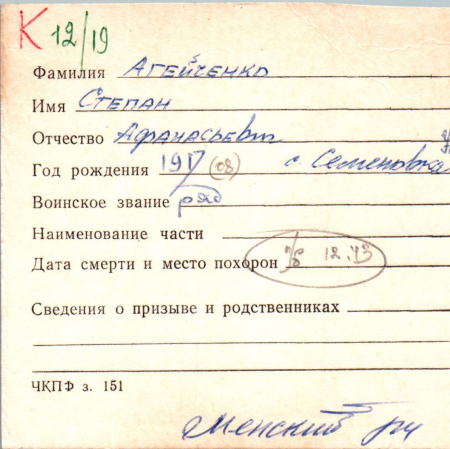 К 12/19
Фамилия Агейченко
Имя Степан
Отчество Афанасьевич
Год рождения 1917 (08) с. Семеновка
Воинское звание ряд
Наименование части
Дата смерти и место похорон п/б 12.43
Сведения о призыве и родственниках
ЧКПФ з. 151
Менский р-н